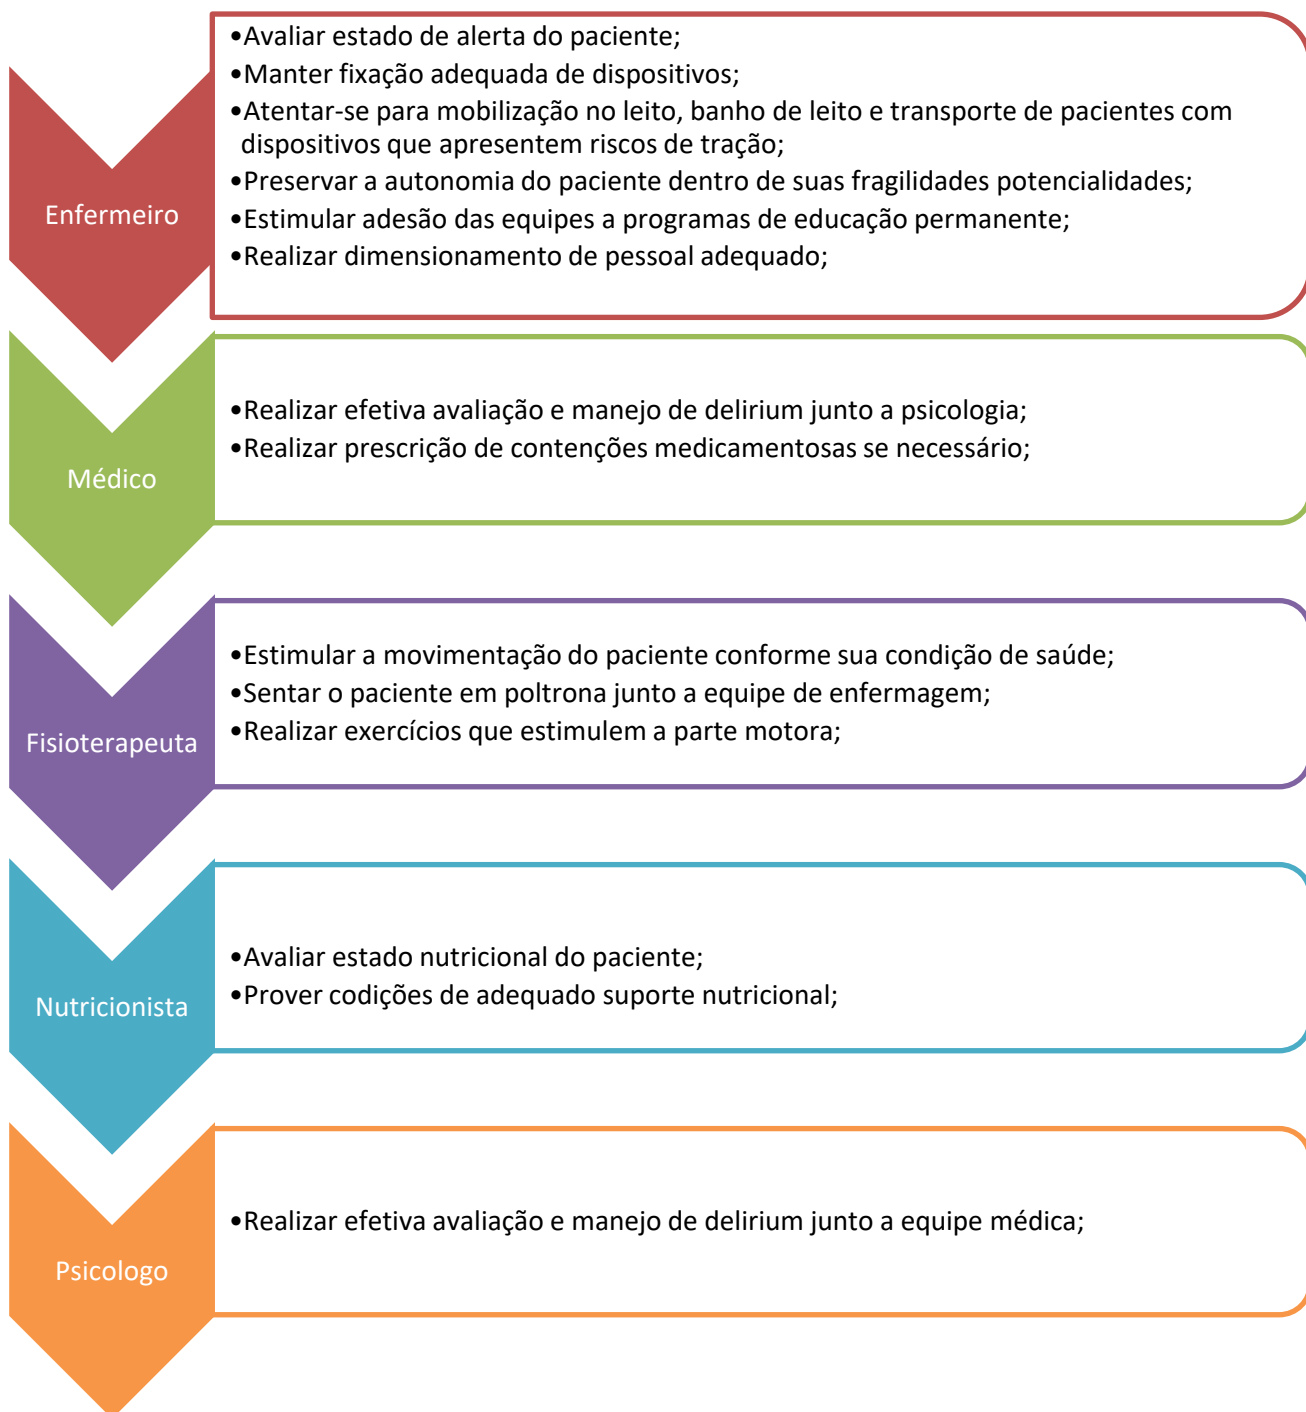 Enfermeiro
•Avaliar estado de alerta do paciente;
•Manter fixação adequada de dispositivos;
•Atentar-se para mobilização no leito, banho de leito e transporte de pacientes com
dispositivos que apresentem riscos de tração;
•Preservar a autonomia do paciente dentro de suas fragilidades potencialidades;
•Estimular adesão das equipes a programas de educação permanente;
•Realizar dimensionamento de pessoal adequado;
Médico
•Realizar efetiva avaliação e manejo de delirium junto a psicologia;
•Realizar prescrição de contenções medicamentosas se necessário;
Fisioterapeuta
•Estimular a movimentação do paciente conforme sua condição de saúde;
•Sentar o paciente em poltrona junto a equipe de enfermagem;
•Realizar exercícios que estimulem a parte motora;
Nutricionista
•Avaliar estado nutricional do paciente;
•Prover codições de adequado suporte nutricional;
Psicologo
•Realizar efetiva avaliação e manejo de delirium junto a equipe médica;